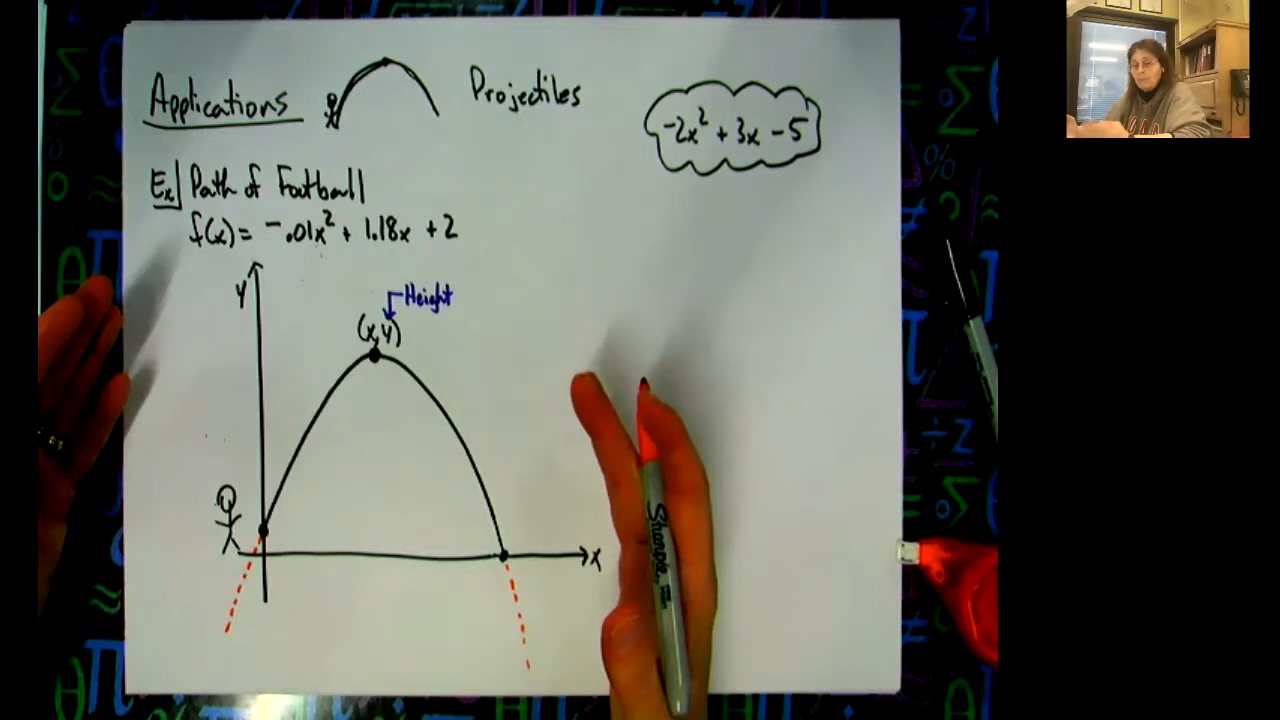 Applications
Projectiles
-2x² + 3x - 5
Ex Path of Football
f(x) = -.01x² + 1.18x + 2
y
Height
(x,y)
x
Sharpie